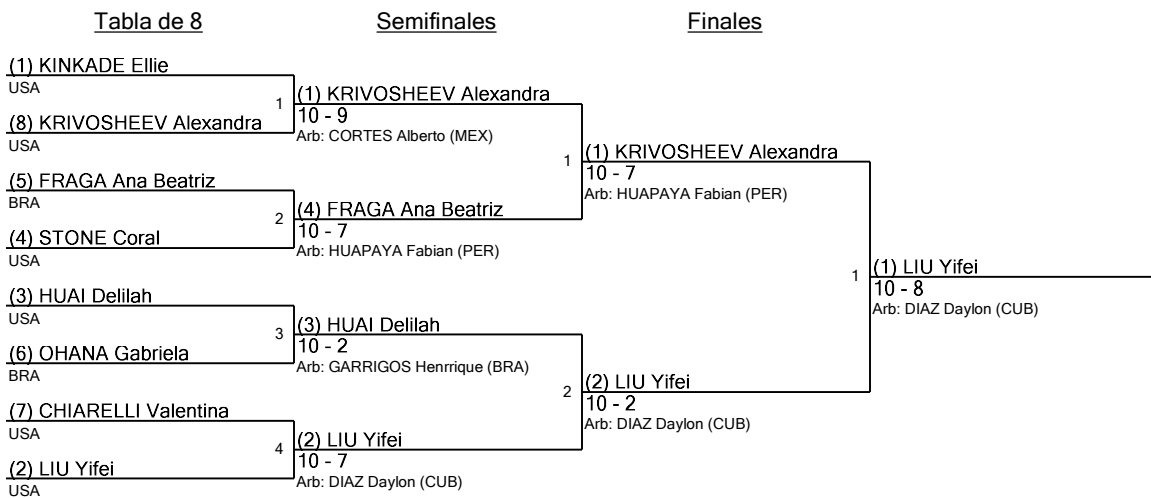 Tabla de 8
Semifinales
Finales
(1) KINKADE Ellie
USA
1
(8) KRIVOSHEEV Alexandra
USA
(5) FRAGA Ana Beatriz
BRA
2
(4) STONE Coral
USA
(3) HUAI Delilah
USA
3
(6) OHANA Gabriela
BRA
(7) CHIARELLI Valentina
USA
4
(2) LIU Yifei
USA
(1) KRIVOSHEEV Alexandra
10 - 9
Arb: CORTES Alberto (MEX)
1
(4) FRAGA Ana Beatriz
10 - 7
Arb: HUAPAYA Fabian (PER)
(3) HUAI Delilah
10 - 2
Arb: GARRIGOS Henrrique (BRA)
2
(2) LIU Yifei
10 - 7
Arb: DIAZ Daylon (CUB)
(1) KRIVOSHEEV Alexandra
10 - 7
Arb: HUAPAYA Fabian (PER)
1
(2) LIU Yifei
10 - 2
Arb: DIAZ Daylon (CUB)
(1) LIU Yifei
10 - 8
Arb: DIAZ Daylon (CUB)